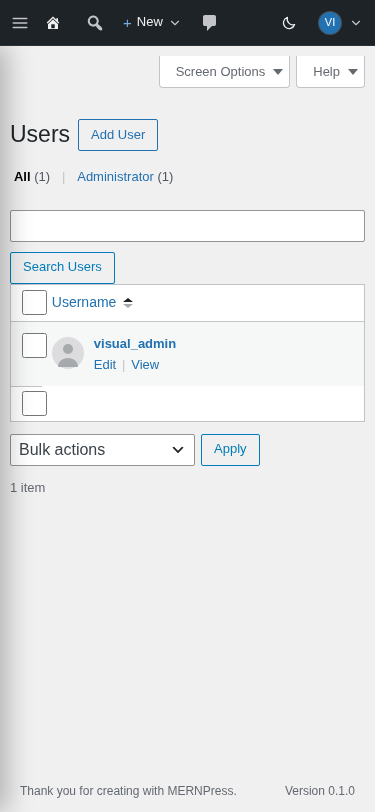 + New VI
Screen Options Help
Users Add User
All (1) | Administrator (1)
Search Users
Username
visual_admin
Edit | View
Bulk actions Apply
1 item
Thank you for creating with MERNPress. Version 0.1.0